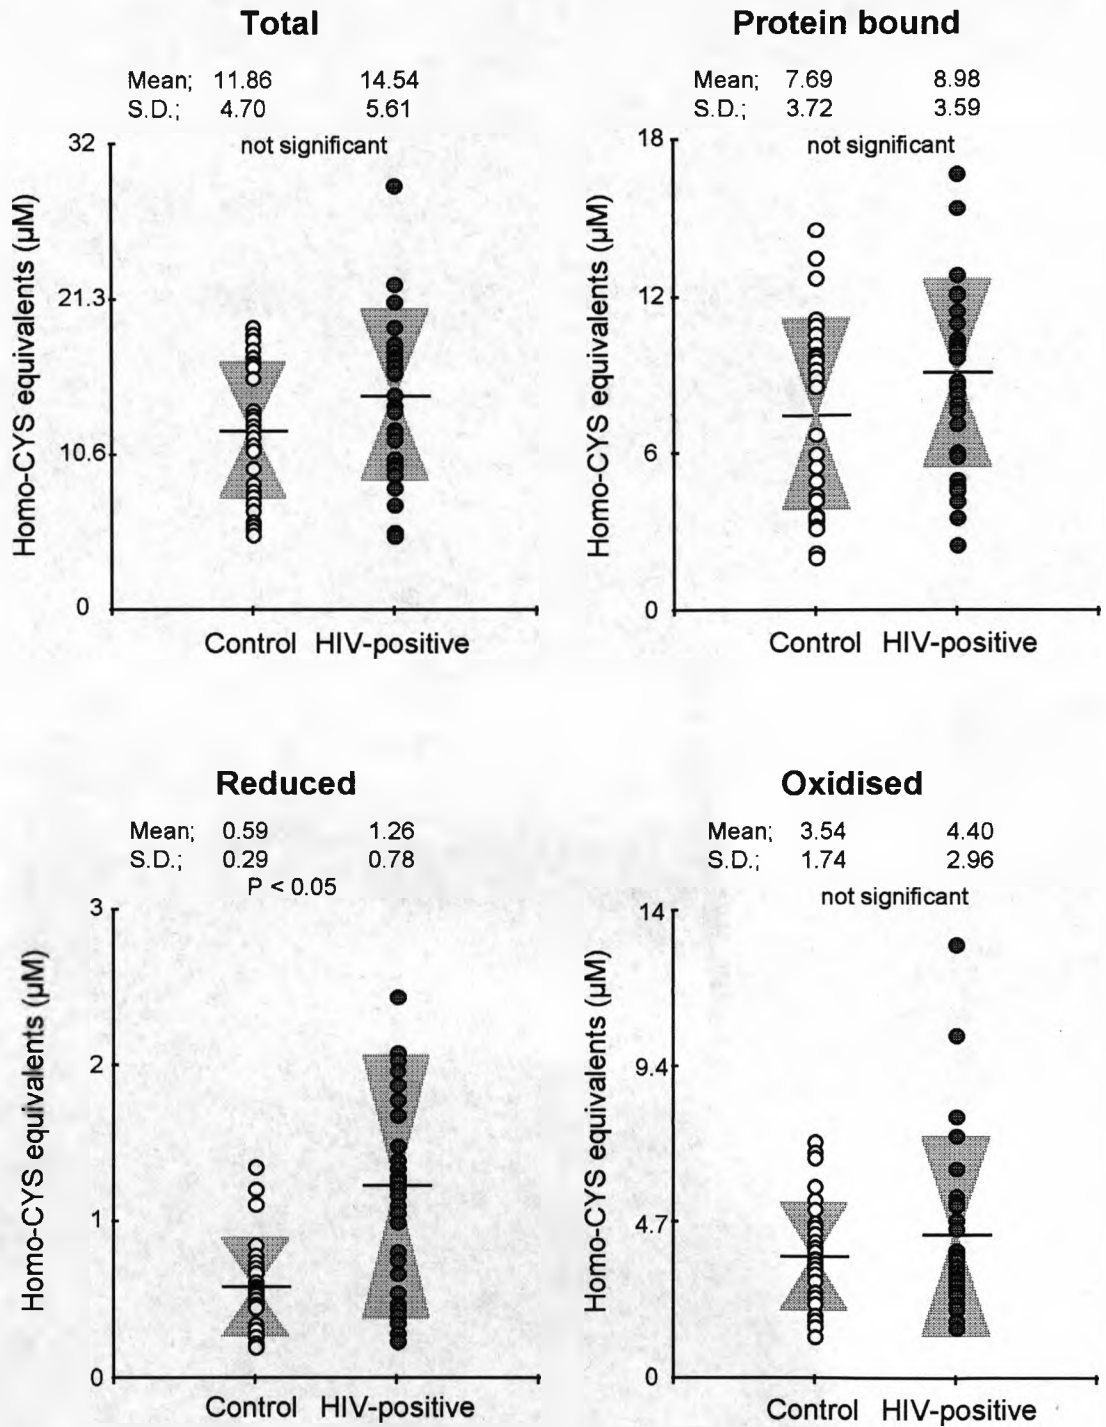 Total
Mean; 11.86 14.54
S.D.; 4.70 5.61
not significant
32
21.3
10.6
0
Homo-CYS equivalents (µM)
Control HIV-positive
Protein bound
Mean; 7.69 8.98
S.D.; 3.72 3.59
not significant
18
12
6
0
Homo-CYS equivalents (µM)
Control HIV-positive
Reduced
Mean; 0.59 1.26
S.D.; 0.29 0.78
P < 0.05
3
2
1
0
Homo-CYS equivalents (µM)
Control HIV-positive
Oxidised
Mean; 3.54 4.40
S.D.; 1.74 2.96
not significant
14
9.4
4.7
0
Homo-CYS equivalents (µM)
Control HIV-positive